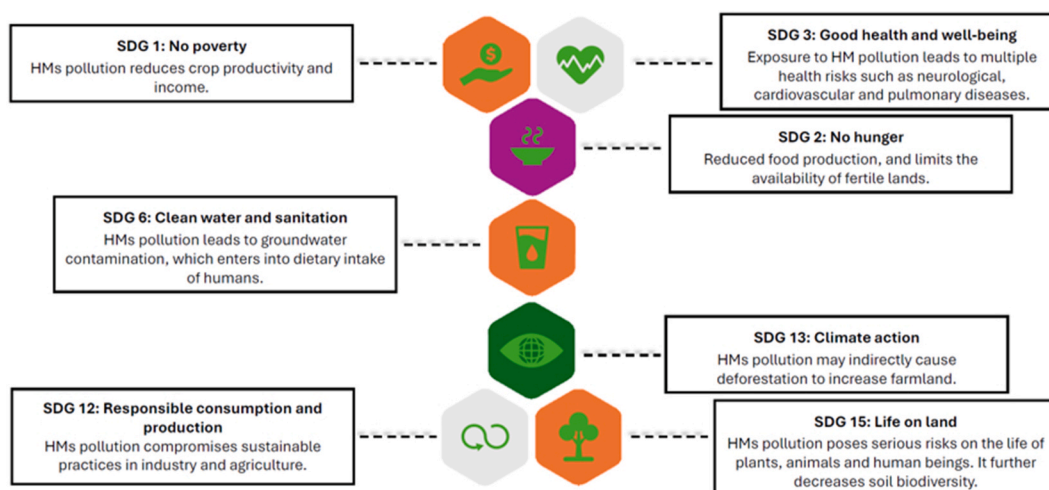 SDG 1: No poverty
HMs pollution reduces crop productivity and
income.
$
SDG 3: Good health and well-being
Exposure to HM pollution leads to multiple
health risks such as neurological,
cardiovascular and pulmonary diseases.
SDG 2: No hunger
Reduced food production, and limits the
availability of fertile lands.
SDG 6: Clean water and sanitation
HMs pollution leads to groundwater
contamination, which enters into dietary intake
of humans.
SDG 13: Climate action
HMs pollution may indirectly cause
deforestation to increase farmland.
SDG 12: Responsible consumption and
production
HMs pollution compromises sustainable
practices in industry and agriculture.
SDG 15: Life on land
HMs pollution poses serious risks on the life of
plants, animals and human beings. It further
decreases soil biodiversity.